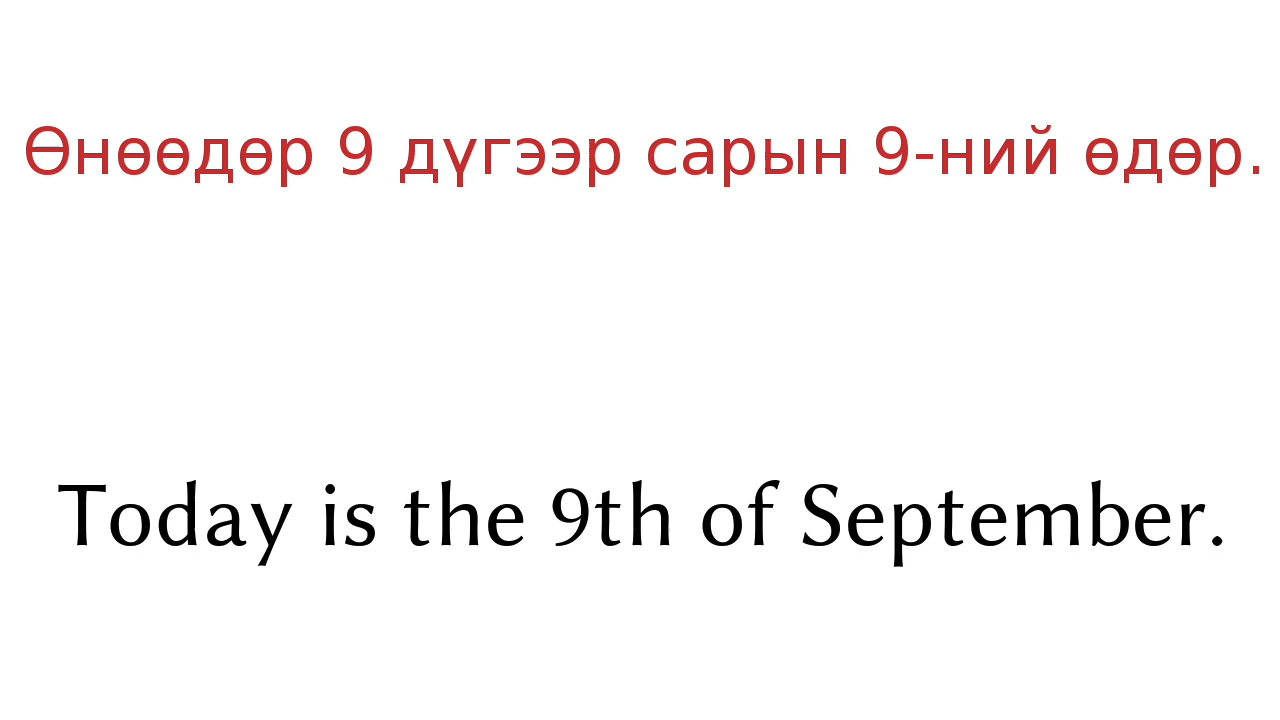 Өнөөдөр 9 дүгээр сарын 9-ний өдөр.
Today is the 9th of September.